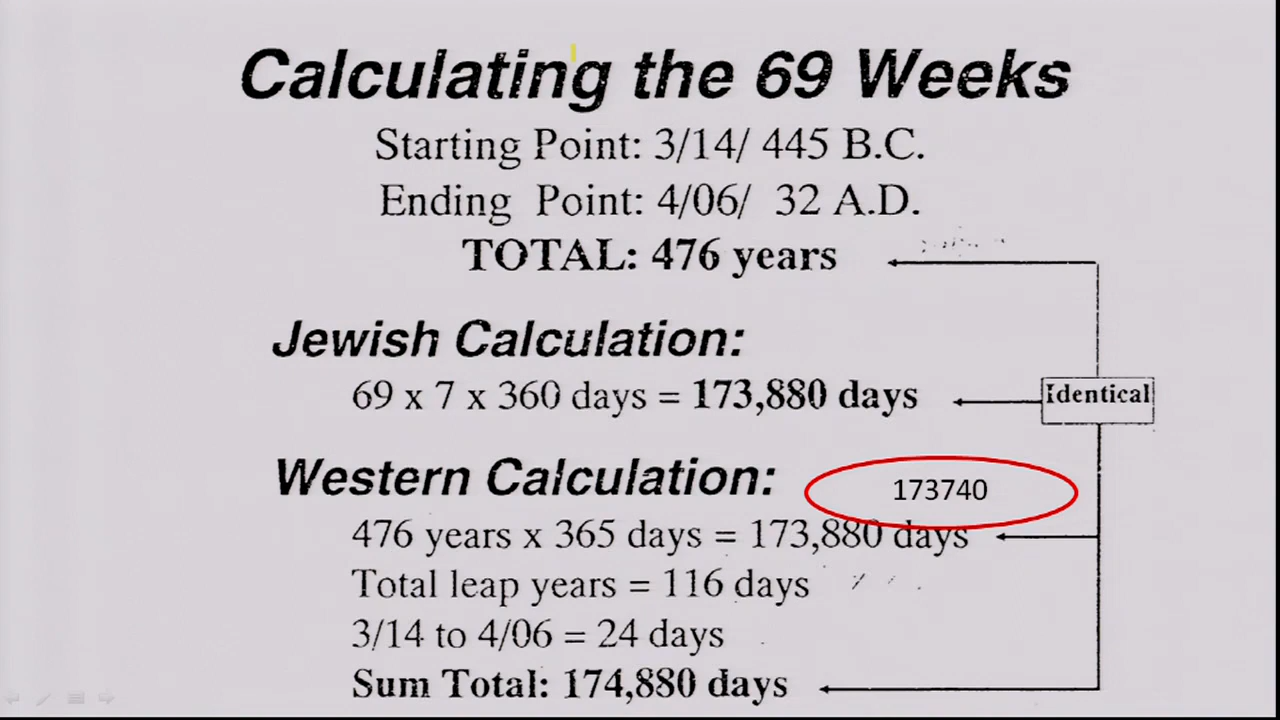 Calculating the 69 Weeks
Starting Point: 3/14/ 445 B.C.
Ending Point: 4/06/ 32 A.D.
TOTAL: 476 years
Jewish Calculation:
69 x 7 x 360 days = 173,880 days
Identical
Western Calculation:
173740
476 years x 365 days = 173,880 days
Total leap years = 116 days
3/14 to 4/06 = 24 days
Sum Total: 174,880 days